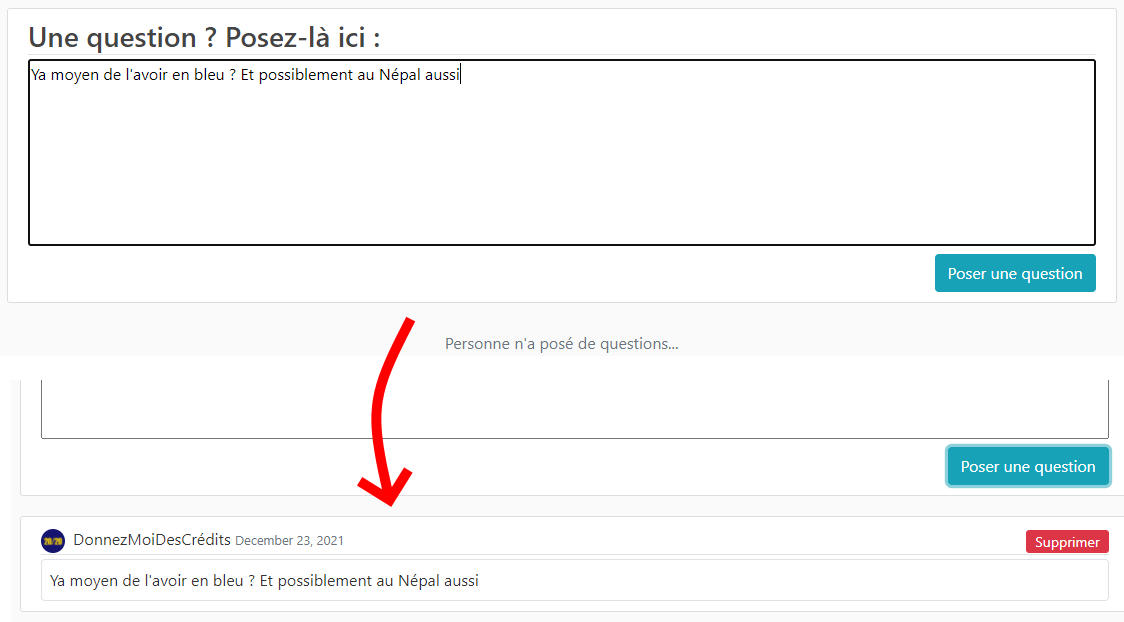 Une question ? Posez-là ici :
Ya moyen de l'avoir en bleu ? Et possiblement au Népal aussi
Poser une question
Personne n'a posé de questions...
Poser une question
20/20 DonnezMoiDesCrédits December 23, 2021 Supprimer
Ya moyen de l'avoir en bleu ? Et possiblement au Népal aussi